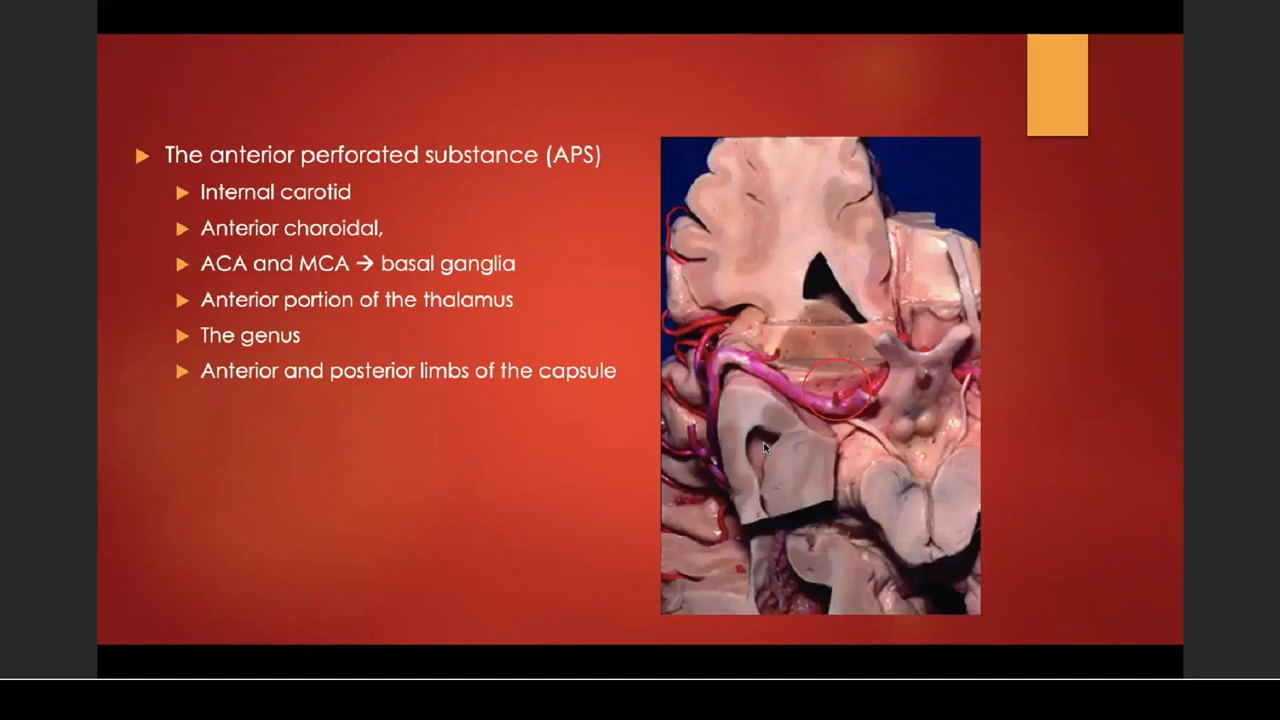 The anterior perforated substance (APS)
Internal carotid
Anterior choroidal,
ACA and MCA → basal ganglia
Anterior portion of the thalamus
The genus
Anterior and posterior limbs of the capsule